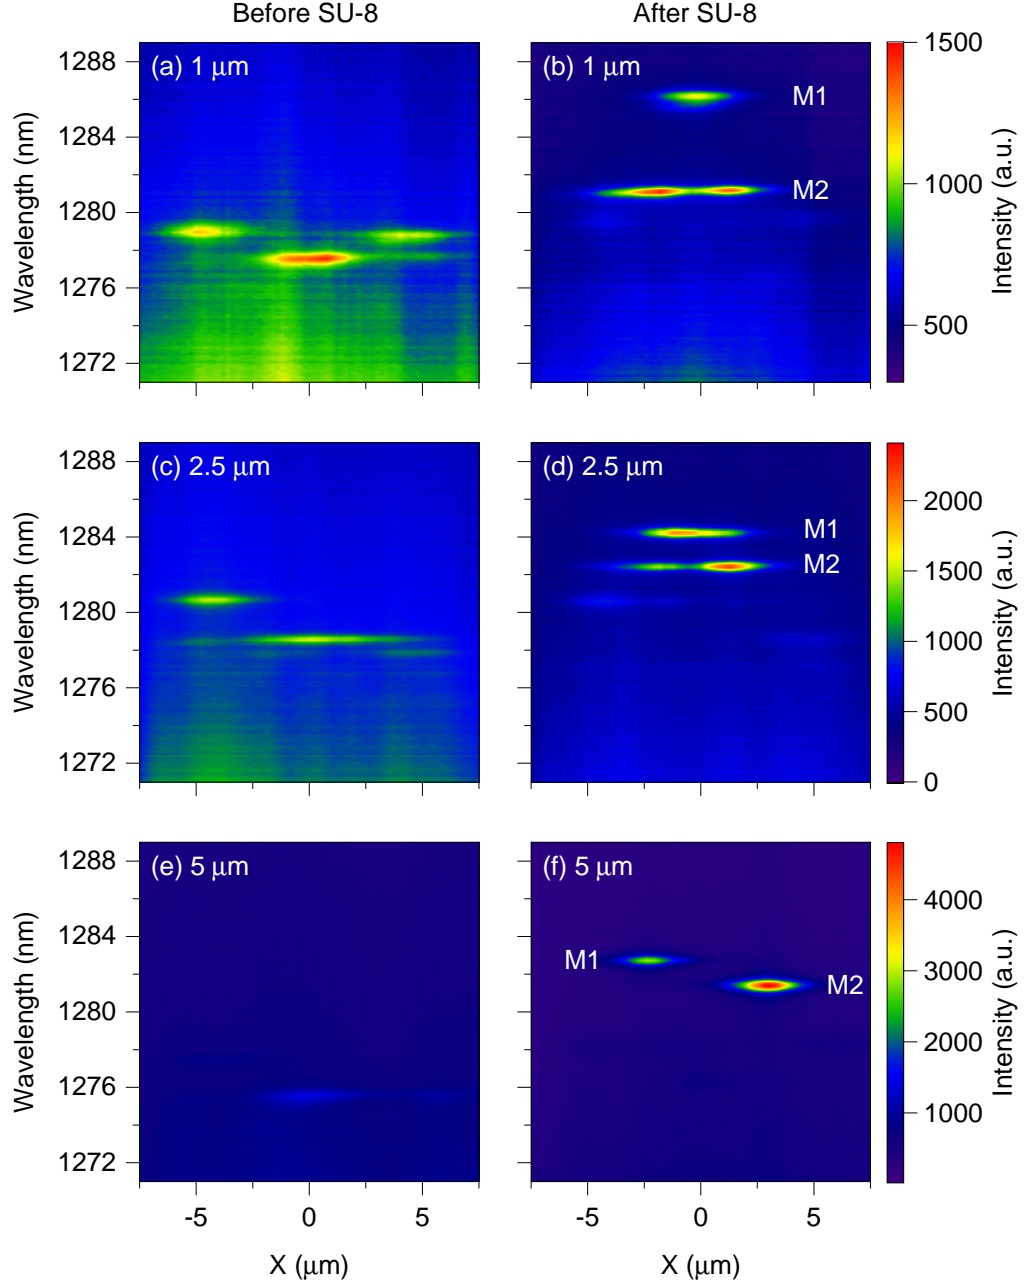 Before SU-8
After SU-8
(a) 1 μm
(b) 1 μm
M1
M2
Wavelength (nm)
1288
1284
1280
1276
1272
1500
1000
500
Intensity (a.u.)
(c) 2.5 μm
(d) 2.5 μm
M1
M2
Wavelength (nm)
1288
1284
1280
1276
1272
2000
1500
1000
500
0
Intensity (a.u.)
(e) 5 μm
(f) 5 μm
M1
M2
Wavelength (nm)
1288
1284
1280
1276
1272
4000
3000
2000
1000
Intensity (a.u.)
-5 0 5
-5 0 5
X (μm)
X (μm)